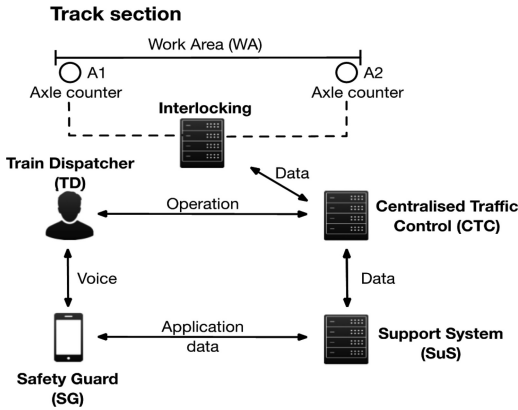 Track section
Work Area (WA)
A1
A2
Axle counter
Axle counter
Interlocking
Train Dispatcher
(TD)
Data
Operation
Centralised Traffic
Control (CTC)
Voice
Data
Application
data
Support System
(SuS)
Safety Guard
(SG)